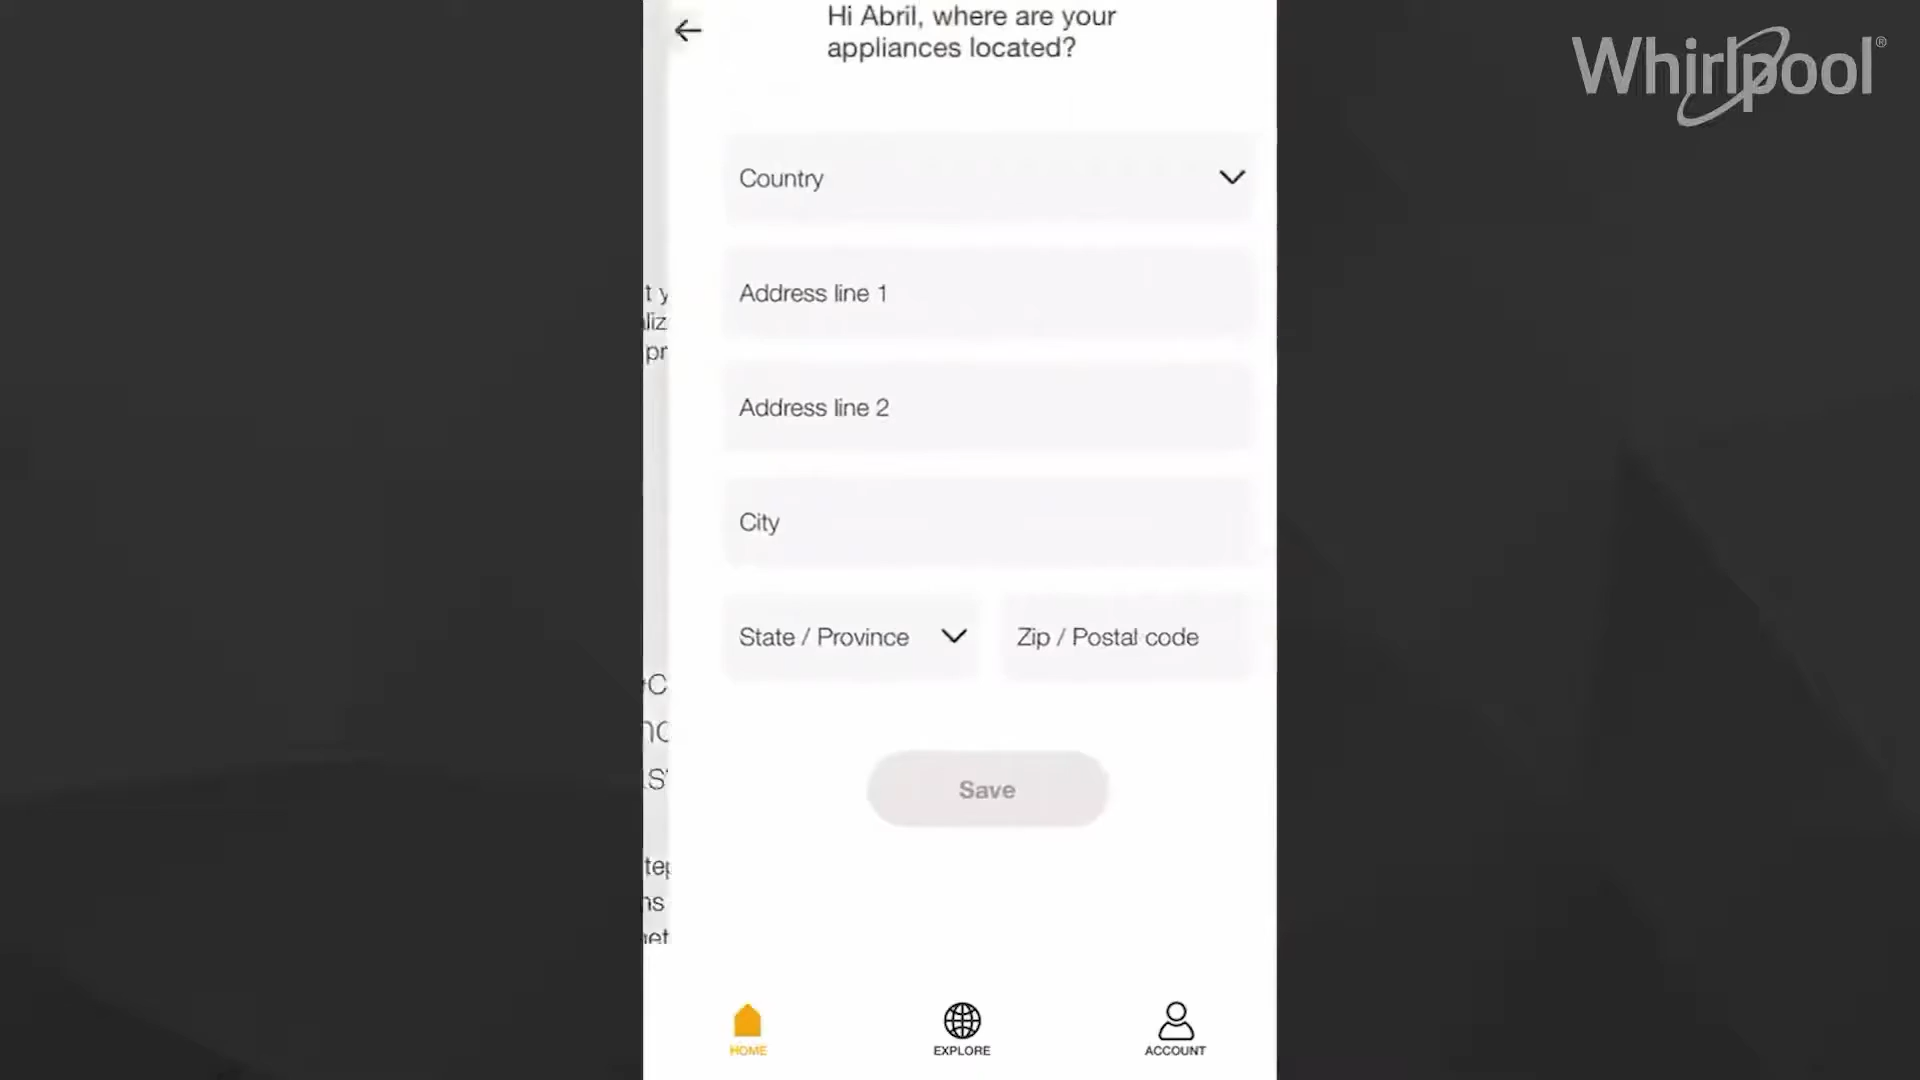 Hi Abril, where are your
appliances located?
Whirlpool®
Country
Address line 1
Address line 2
City
State / Province
Zip / Postal code
Save
HOME
EXPLORE
ACCOUNT